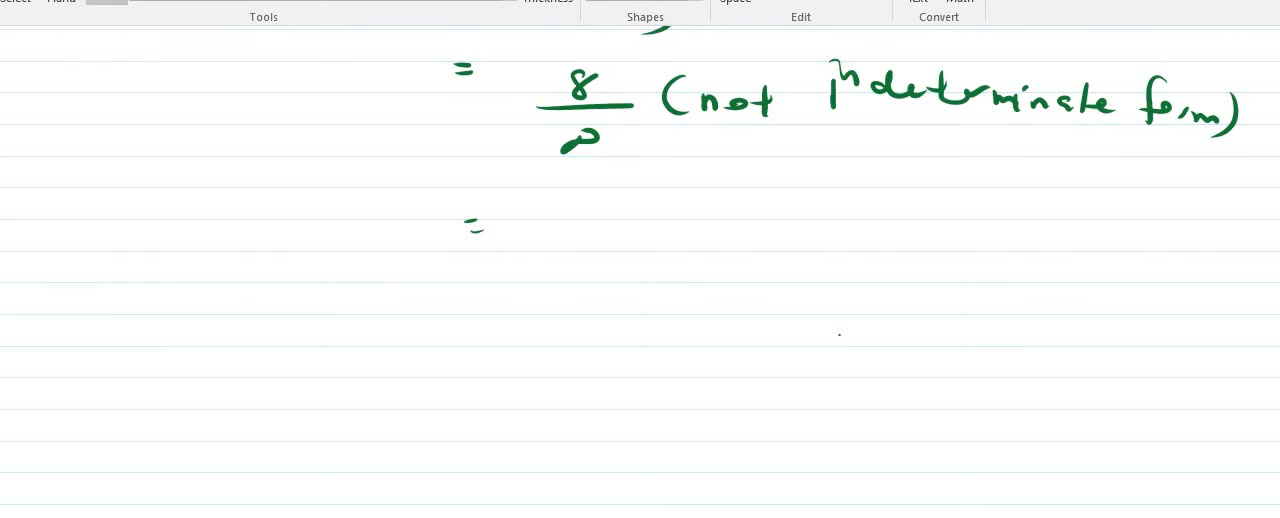 Tools Shapes Edit Convert
= 8
(not indeterminate form)
=